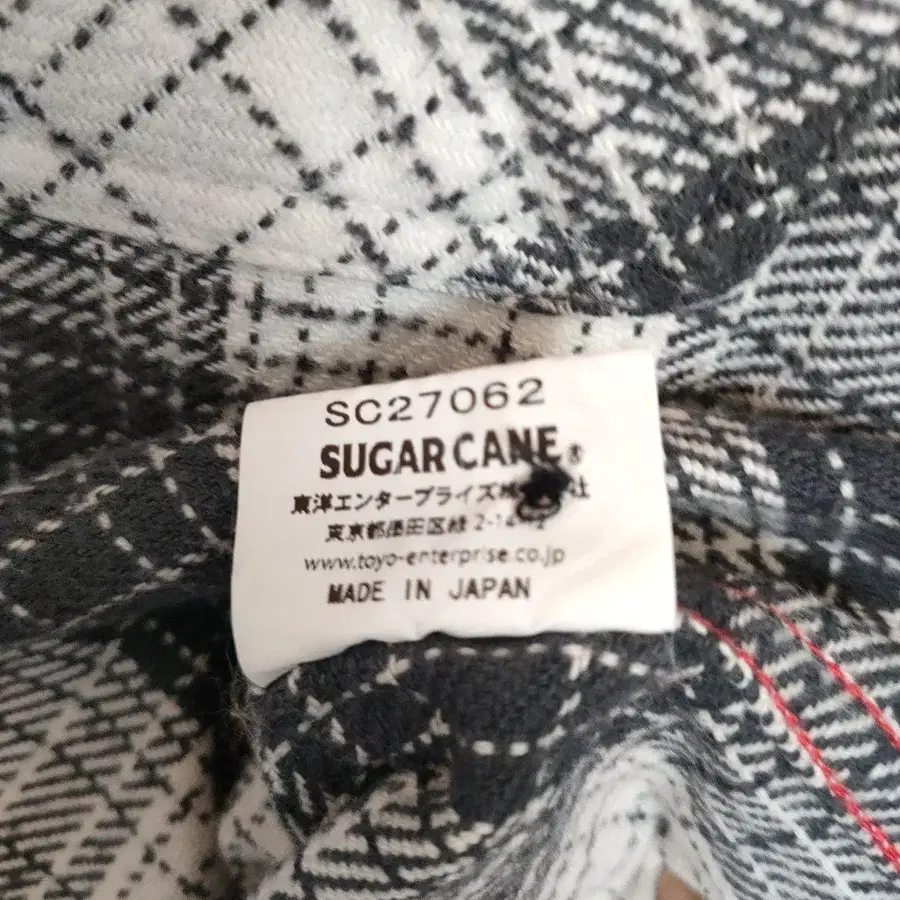 SC27062
SUGAR CANE®
東洋エンタープライズ株 社
東京都墨田区緑 2-14-
www.toyo-enterprise.co.jp
MADE IN JAPAN